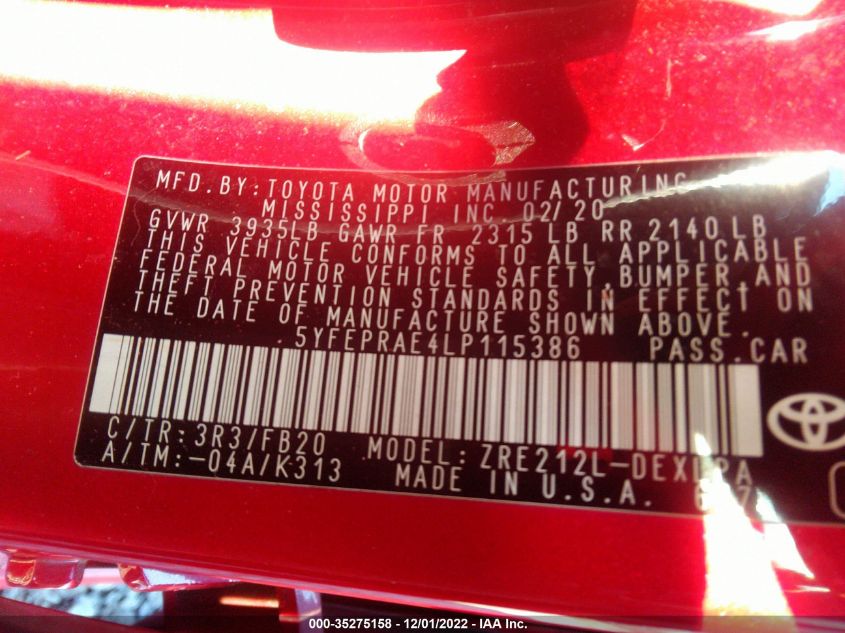 MFD. BY: TOYOTA MOTOR MANUFACTURING
MISSISSIPPI INC. 02/20
GVWR 3935LB GAWR FR 2315 LB RR 2140 LB
THIS VEHICLE CONFORMS TO ALL APPLICABLE
FEDERAL MOTOR VEHICLE SAFETY, BUMPER, AND
THEFT PREVENTION STANDARDS IN EFFECT ON
THE DATE OF MANUFACTURE SHOWN ABOVE.
5YFEPRAE4LP115386 PASS. CAR
C/TR: 3R3/FB20 MODEL: ZRE212L-DEXLPA
A/TM: -04A/K313 MADE IN U.S.A.
000-35275158 - 12/01/2022 - IAA Inc.